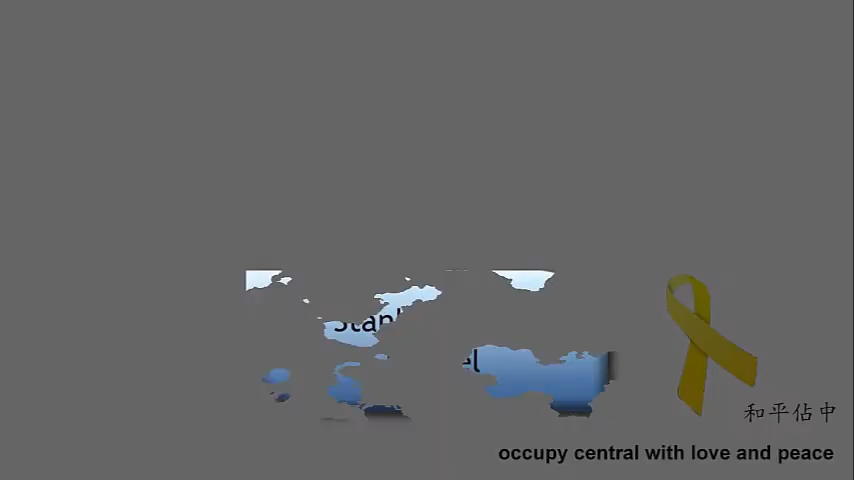 和平佔中
occupy central with love and peace